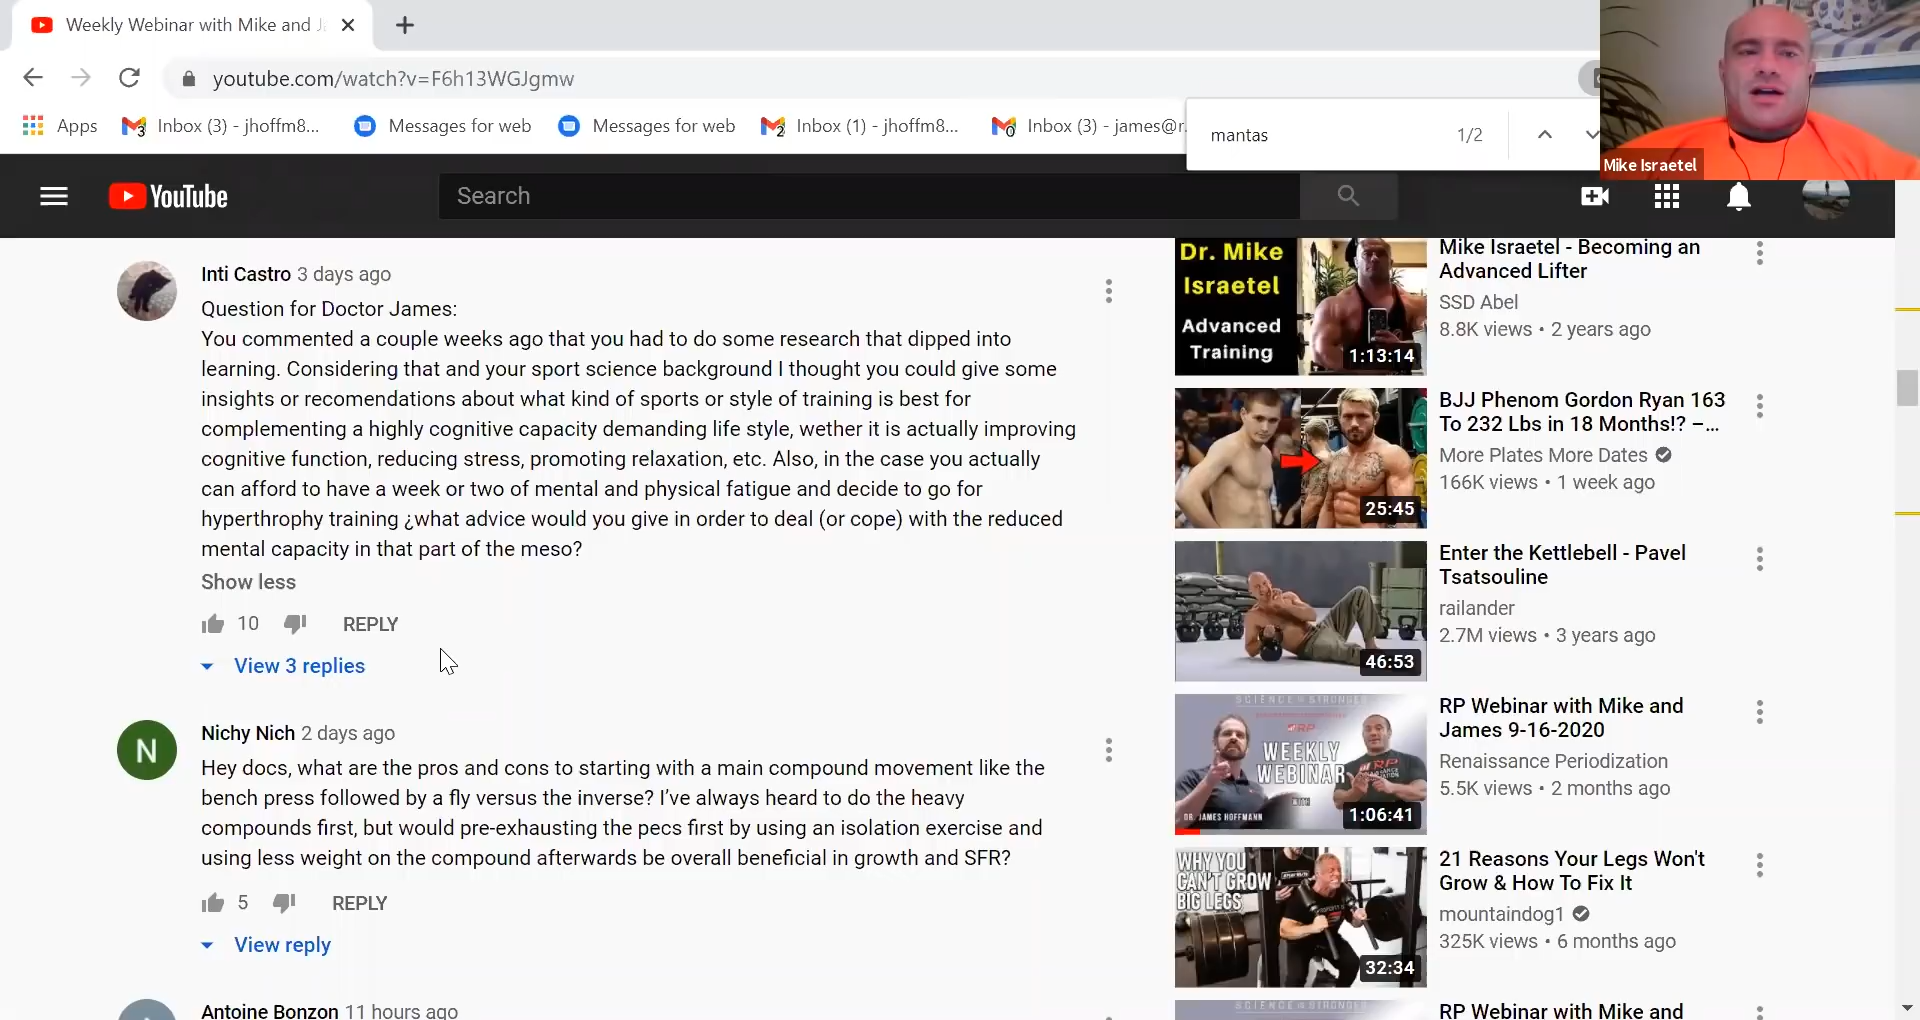 Weekly Webinar with Mike and J
youtube.com/watch?v=F6h13WGJgmw
Apps
3
Inbox (3) - jhoffm8...
Messages for web
Messages for web
2
Inbox (1) - jhoffm8...
0
Inbox (3) - james@r.
mantas
1/2
Mike Israetel
YouTube
Search
Inti Castro 3 days ago
Question for Doctor James:
You commented a couple weeks ago that you had to do some research that dipped into
learning. Considering that and your sport science background I thought you could give some
insights or recomendations about what kind of sports or style of training is best for
complementing a highly cognitive capacity demanding life style, wether it is actually improving
cognitive function, reducing stress, promoting relaxation, etc. Also, in the case you actually
can afford to have a week or two of mental and physical fatigue and decide to go for
hyperthrophy training ¿what advice would you give in order to deal (or cope) with the reduced
mental capacity in that part of the meso?
Show less
10
REPLY
View 3 replies
N
Nichy Nich 2 days ago
Hey docs, what are the pros and cons to starting with a main compound movement like the
bench press followed by a fly versus the inverse? I've always heard to do the heavy
compounds first, but would pre-exhausting the pecs first by using an isolation exercise and
using less weight on the compound afterwards be overall beneficial in growth and SFR?
5
REPLY
View reply
Antoine Bonzon 11 hours ago
Dr. Mike
Israetel
Advanced
Training
1:13:14
Mike Israetel - Becoming an
Advanced Lifter
SSD Abel
8.8K views • 2 years ago
25:45
BJJ Phenom Gordon Ryan 163
To 232 Lbs in 18 Months!? –...
More Plates More Dates
166K views • 1 week ago
46:53
Enter the Kettlebell - Pavel
Tsatsouline
railander
2.7M views • 3 years ago
SCIENCE IS STRONGER
RP
WEEKLY
WEBINAR
WITH
DR. JAMES HOFFMANN
1:06:41
RP Webinar with Mike and
James 9-16-2020
Renaissance Periodization
5.5K views • 2 months ago
WHY YOU
CAN'T GROW
BIG LEGS
32:34
21 Reasons Your Legs Won't
Grow & How To Fix It
mountaindog1
325K views • 6 months ago
SCIENCE IS STRONGER
RP Webinar with Mike and